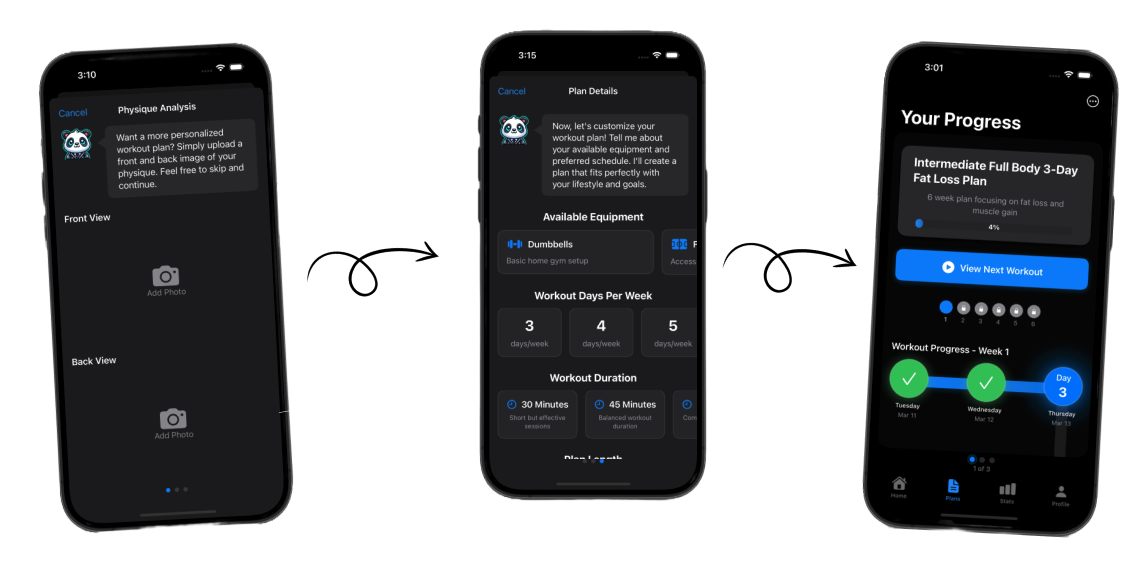 3:10
Cancel
Physique Analysis
Want a more personalized
workout plan? Simply upload a
front and back image of your
physique. Feel free to skip and
continue.
Front View
Add Photo
Back View
Add Photo
3:15
Cancel
Plan Details
Now, let's customize your
workout plan! Tell me about
your available equipment and
preferred schedule. I'll create a
plan that fits perfectly with
your lifestyle and goals.
Available Equipment
Dumbbells
Basic home gym setup
F
Access
Workout Days Per Week
3
days/week
4
days/week
5
days/week
Workout Duration
30 Minutes
Short but effective
sessions
45 Minutes
Balanced workout
duration
Com
Plan Length
3:01
Your Progress
Intermediate Full Body 3-Day
Fat Loss Plan
6 week plan focusing on fat loss and
muscle gain
4%
View Next Workout
1 2 3 4 5 6
Workout Progress - Week 1
Day
3
Tuesday
Mar 11
Wednesday
Mar 12
Thursday
Mar 13
1 of 3
Home
Plans
Stats
Profile